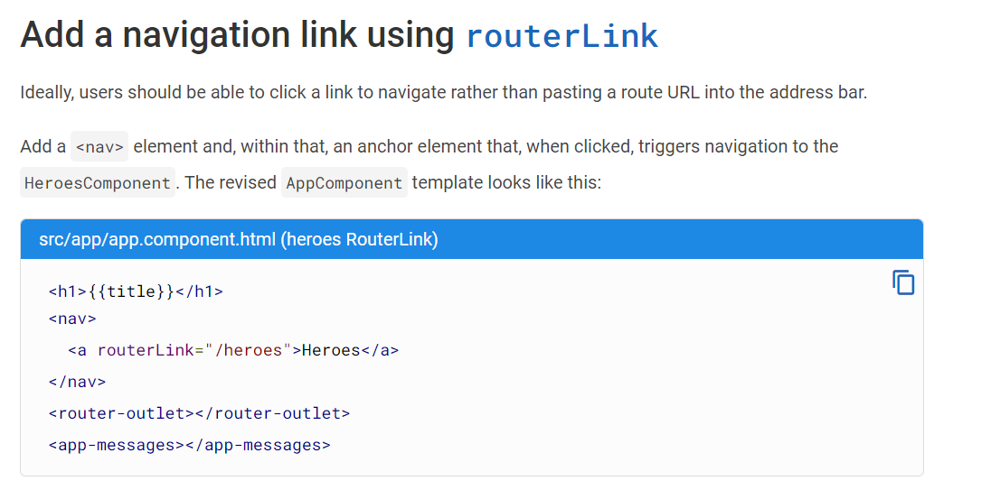 Add a navigation link using routerLink
Ideally, users should be able to click a link to navigate rather than pasting a route URL into the address bar.
Add a <nav> element and, within that, an anchor element that, when clicked, triggers navigation to the
HeroesComponent. The revised AppComponent template looks like this:
src/app/app.component.html (heroes RouterLink)
<h1>{{title}}</h1>
<nav>
  <a routerLink="/heroes">Heroes</a>
</nav>
<router-outlet></router-outlet>
<app-messages></app-messages>